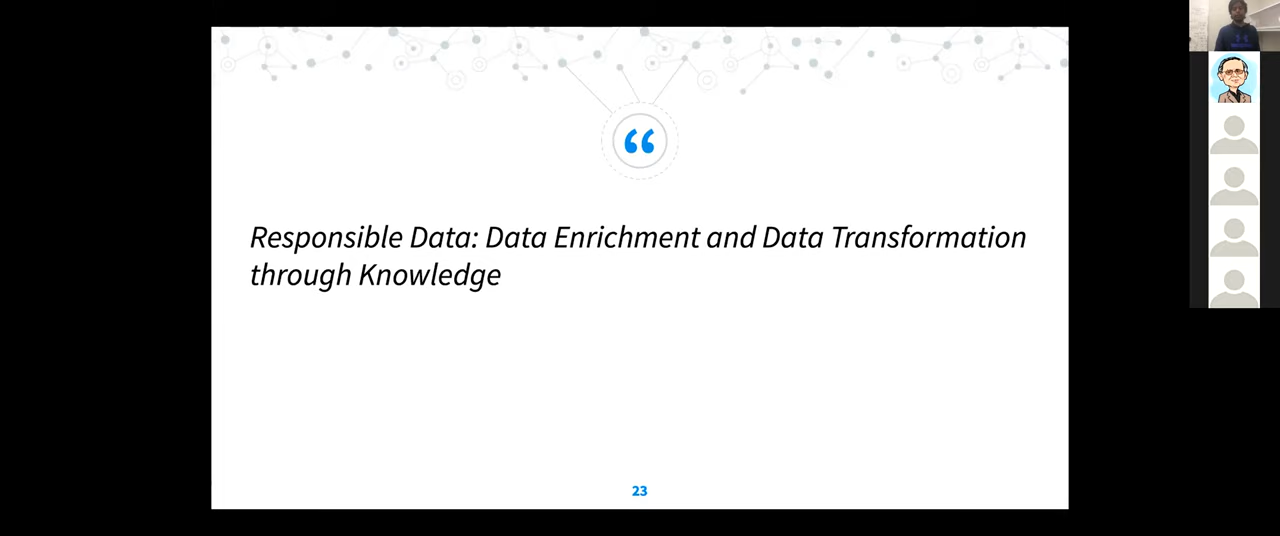 “
Responsible Data: Data Enrichment and Data Transformation
through Knowledge
23